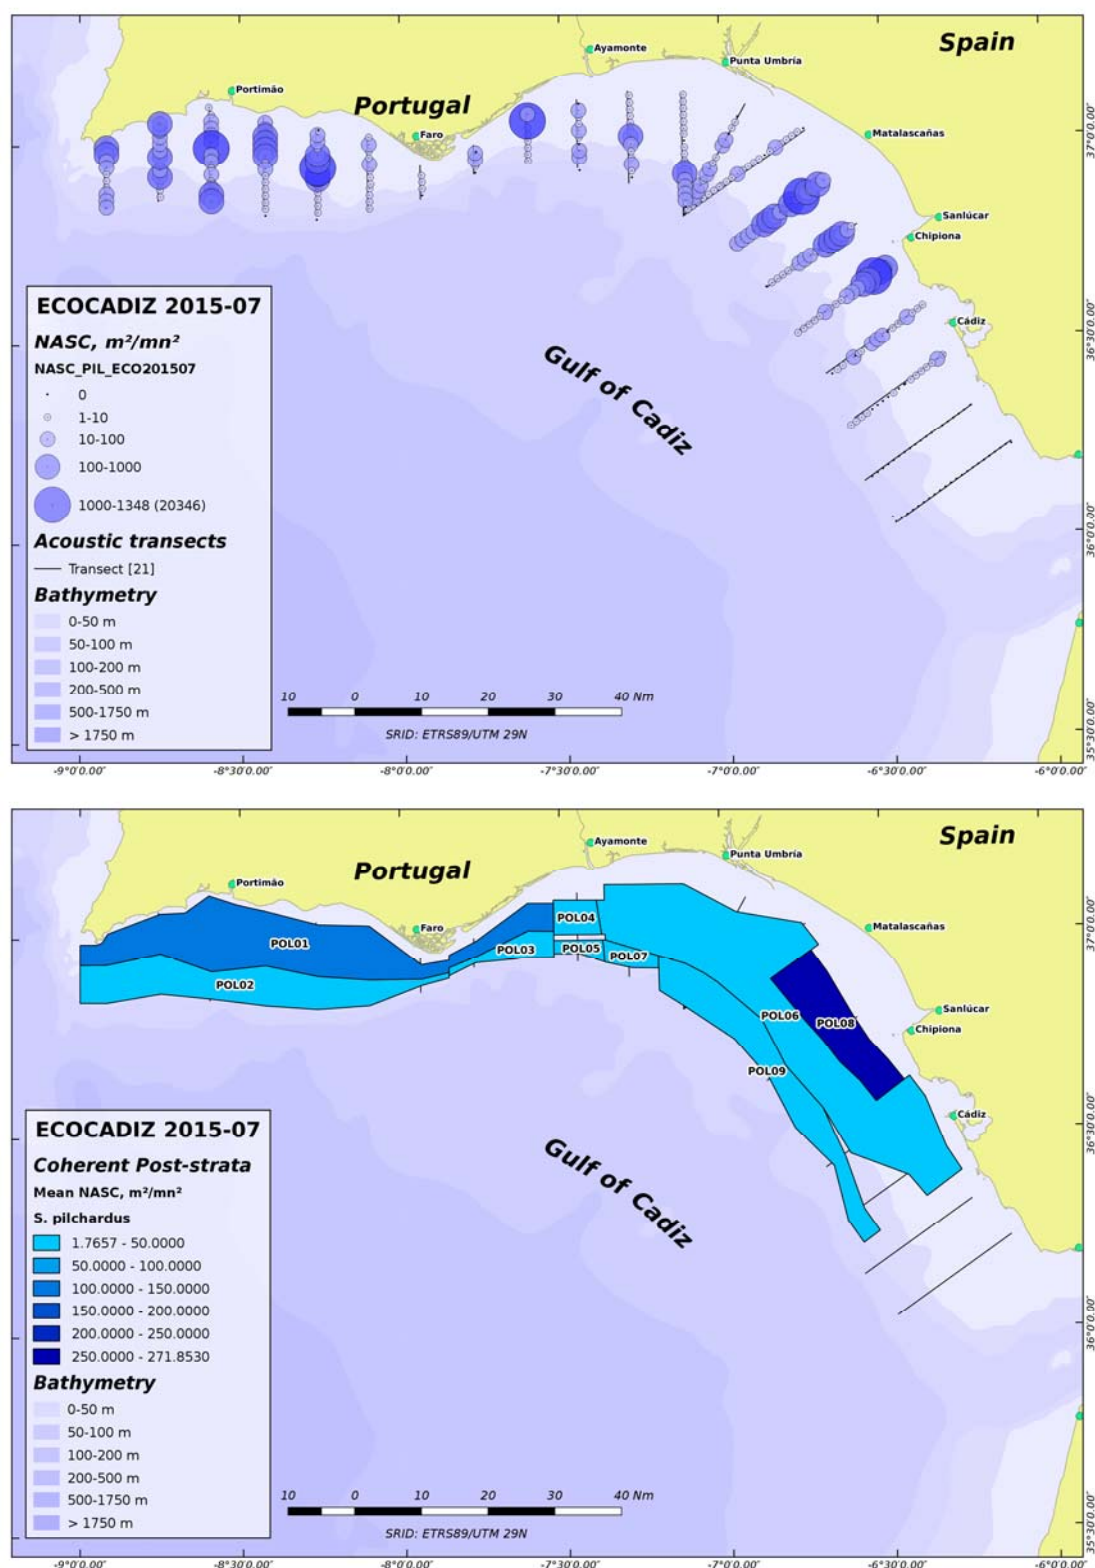 Spain
Ayamonte
Punta Umbría
Portimão
Portugal
Faro
Matalascañas
Sanlúcar
Chipiona
Cádiz
Gulf of Cadiz
ECOCADIZ 2015-07
NASC, m²/mn²
NASC_PIL_ECO201507
0
1-10
10-100
100-1000
1000-1348 (20346)
Acoustic transects
Transect [21]
Bathymetry
0-50 m
50-100 m
100-200 m
200-500 m
500-1750 m
> 1750 m
10 0 10 20 30 40 Nm
SRID: ETRS89/UTM 29N
37°0'0.00"
36°30'0.00"
36°0'0.00"
35°30'0.00"
-9°0'0.00" -8°30'0.00" -8°0'0.00" -7°30'0.00" -7°0'0.00" -6°30'0.00" -6°0'0.00"
Spain
Ayamonte
Punta Umbría
Portugal
Portimão
Faro
Matalascañas
Sanlúcar
Chipiona
Cádiz
POL01
POL02
POL03
POL04
POL05
POL07
POL06
POL08
POL09
Gulf of Cadiz
ECOCADIZ 2015-07
Coherent Post-strata
Mean NASC, m²/mn²
S. pilchardus
1.7657 - 50.0000
50.0000 - 100.0000
100.0000 - 150.0000
150.0000 - 200.0000
200.0000 - 250.0000
250.0000 - 271.8530
Bathymetry
0-50 m
50-100 m
100-200 m
200-500 m
500-1750 m
> 1750 m
10 0 10 20 30 40 Nm
SRID: ETRS89/UTM 29N
37°0'0.00"
36°30'0.00"
36°0'0.00"
35°30'0.00"
-9°0'0.00" -8°30'0.00" -8°0'0.00" -7°30'0.00" -7°0'0.00" -6°30'0.00" -6°0'0.00"